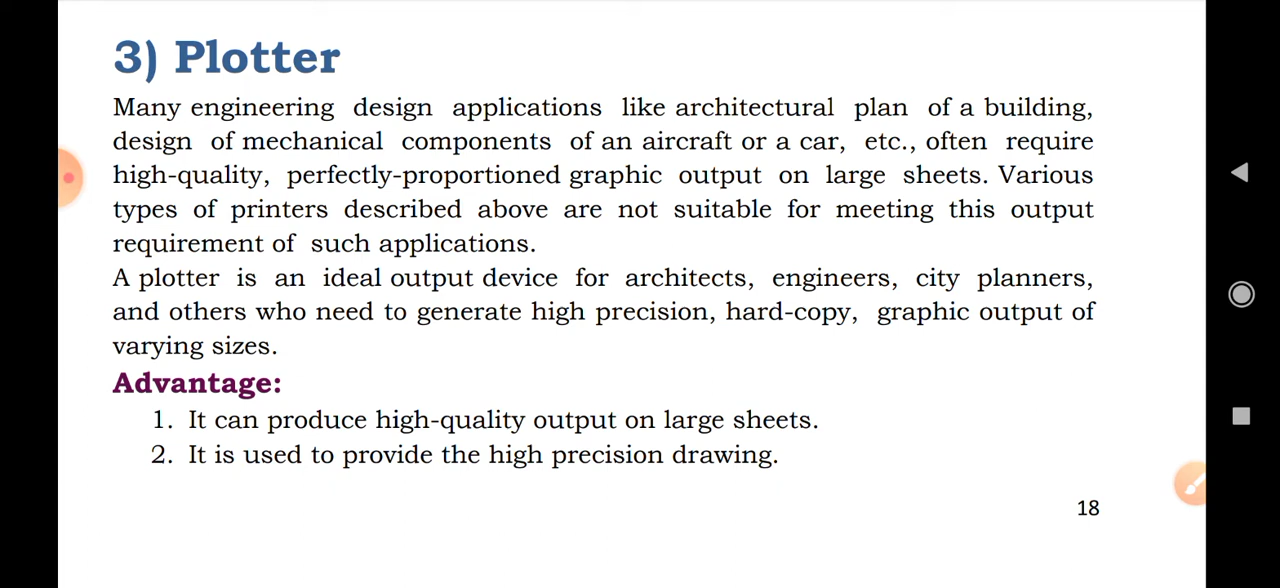 3) Plotter
Many engineering design applications like architectural plan of a building,
design of mechanical components of an aircraft or a car, etc., often require
high-quality, perfectly-proportioned graphic output on large sheets. Various
types of printers described above are not suitable for meeting this output
requirement of such applications.
A plotter is an ideal output device for architects, engineers, city planners,
and others who need to generate high precision, hard-copy, graphic output of
varying sizes.
Advantage:
1. It can produce high-quality output on large sheets.
2. It is used to provide the high precision drawing.
18